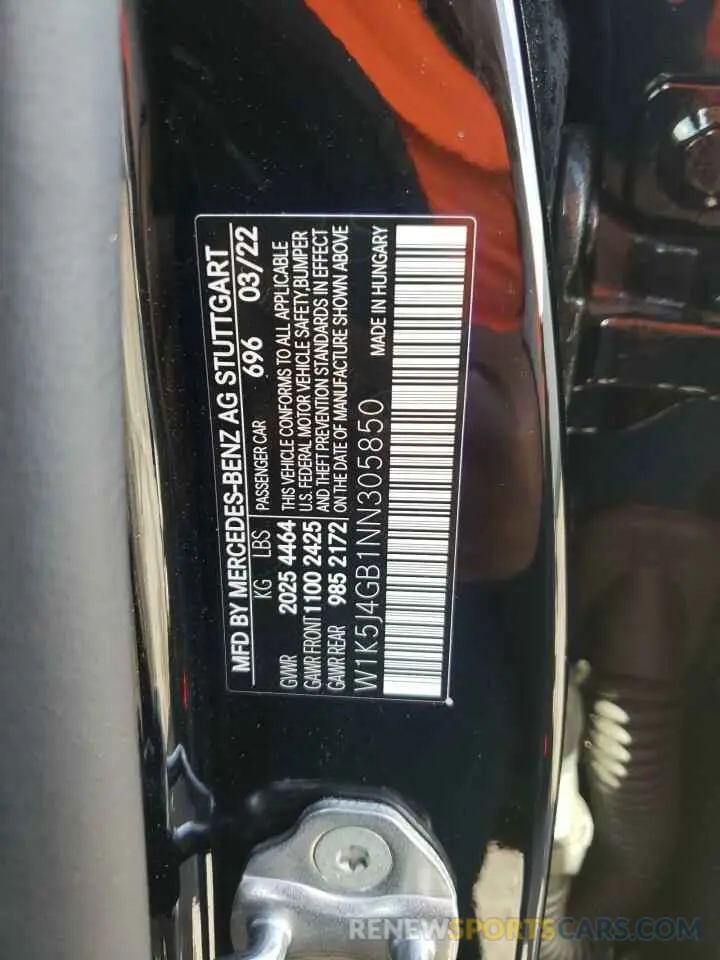 MFD BY MERCEDES-BENZ AG STUTTGART
696 03/22
KG LBS PASSENGER CAR
GVWR 2025 4464 THIS VEHICLE CONFORMS TO ALL APPLICABLE
GAWR FRONT 1100 2425 U.S. FEDERAL MOTOR VEHICLE SAFETY,BUMPER
AND THEFT PREVENTION STANDARDS IN EFFECT
GAWR REAR 985 2172 ON THE DATE OF MANUFACTURE SHOWN ABOVE
W1K5J4GB1NN305850 MADE IN HUNGARY
RENEWSPORTSCARS.COM